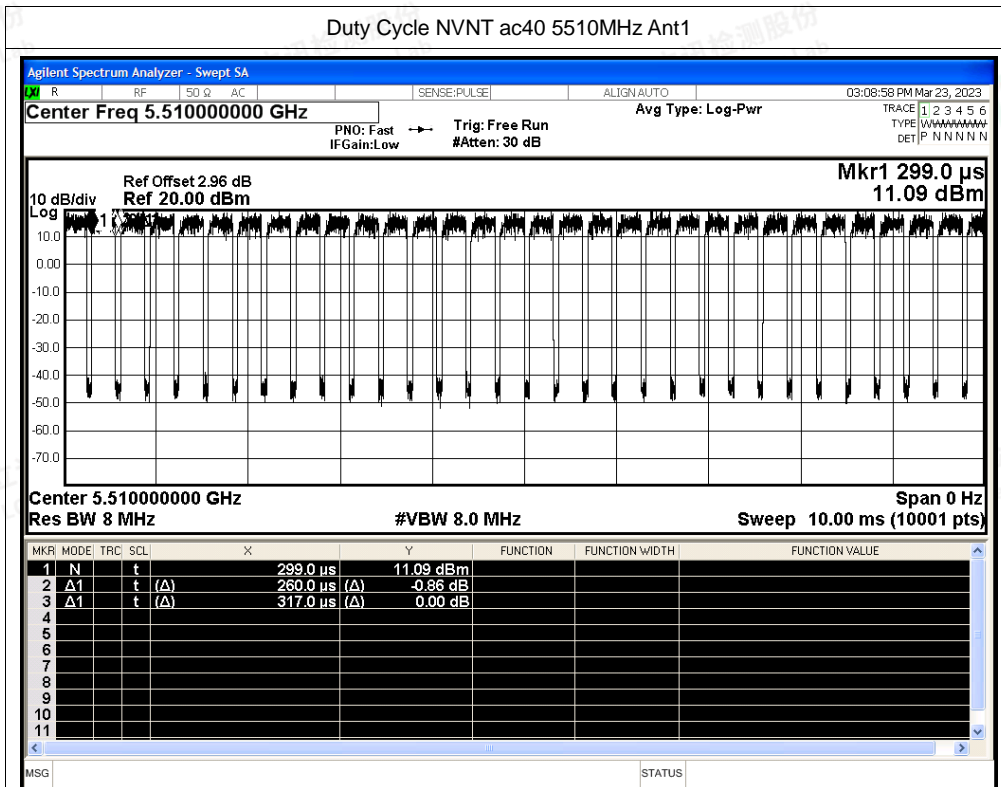 Duty Cycle NVNT ac40 5510MHz Ant1
Agilent Spectrum Analyzer - Swept SA
LXI R RF 50 Ω AC SENSE:PULSE ALIGN AUTO 03:08:58 PM Mar 23, 2023
Center Freq 5.510000000 GHz Avg Type: Log-Pwr TRACE 1 2 3 4 5 6
PNO: Fast Trig: Free Run TYPE
IFGain:Low #Atten: 30 dB DET P N N N N N
Mkr1 299.0 µs
Ref Offset 2.96 dB
10 dB/div Ref 20.00 dBm 11.09 dBm
Log
1
10.0
0.00
-10.0
-20.0
-30.0
-40.0
-50.0
-60.0
-70.0
Center 5.510000000 GHz Span 0 Hz
Res BW 8 MHz #VBW 8.0 MHz Sweep 10.00 ms (10001 pts)
MKR MODE TRC SCL X Y FUNCTION FUNCTION WIDTH FUNCTION VALUE
1 N t 299.0 µs 11.09 dBm
2 Δ1 t (Δ) 260.0 µs (Δ) -0.86 dB
3 Δ1 t (Δ) 317.0 µs (Δ) 0.00 dB
4
5
6
7
8
9
10
11
MSG STATUS